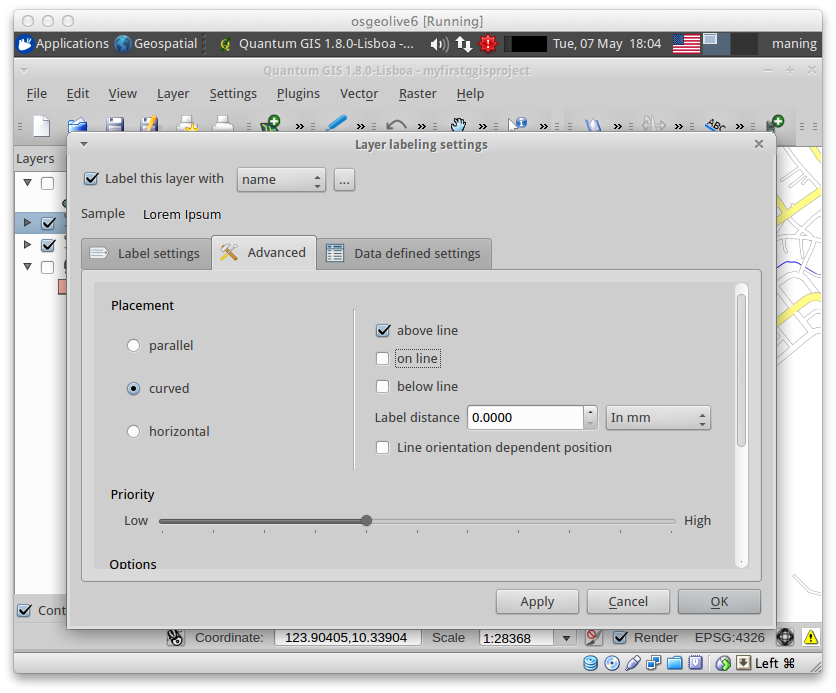 osgeolive6 [Running]
Applications Geospatial Quantum GIS 1.8.0-Lisboa -... Tue, 07 May 18:04 maning
Quantum GIS 1.8.0-Lisboa - myfirstqgisproject
File Edit View Layer Settings Plugins Vector Raster Help
ABC
Layers
Layer labeling settings
Label this layer with name ...
Sample Lorem Ipsum
Label settings Advanced Data defined settings
Placement
above line
parallel
on line
curved
below line
Label distance 0.0000 In mm
horizontal
Line orientation dependent position
Priority
Low High
Options
Apply Cancel OK
Cont
Coordinate: 123.90405,10.33904 Scale 1:28368 Render EPSG:4326
Left ⌘